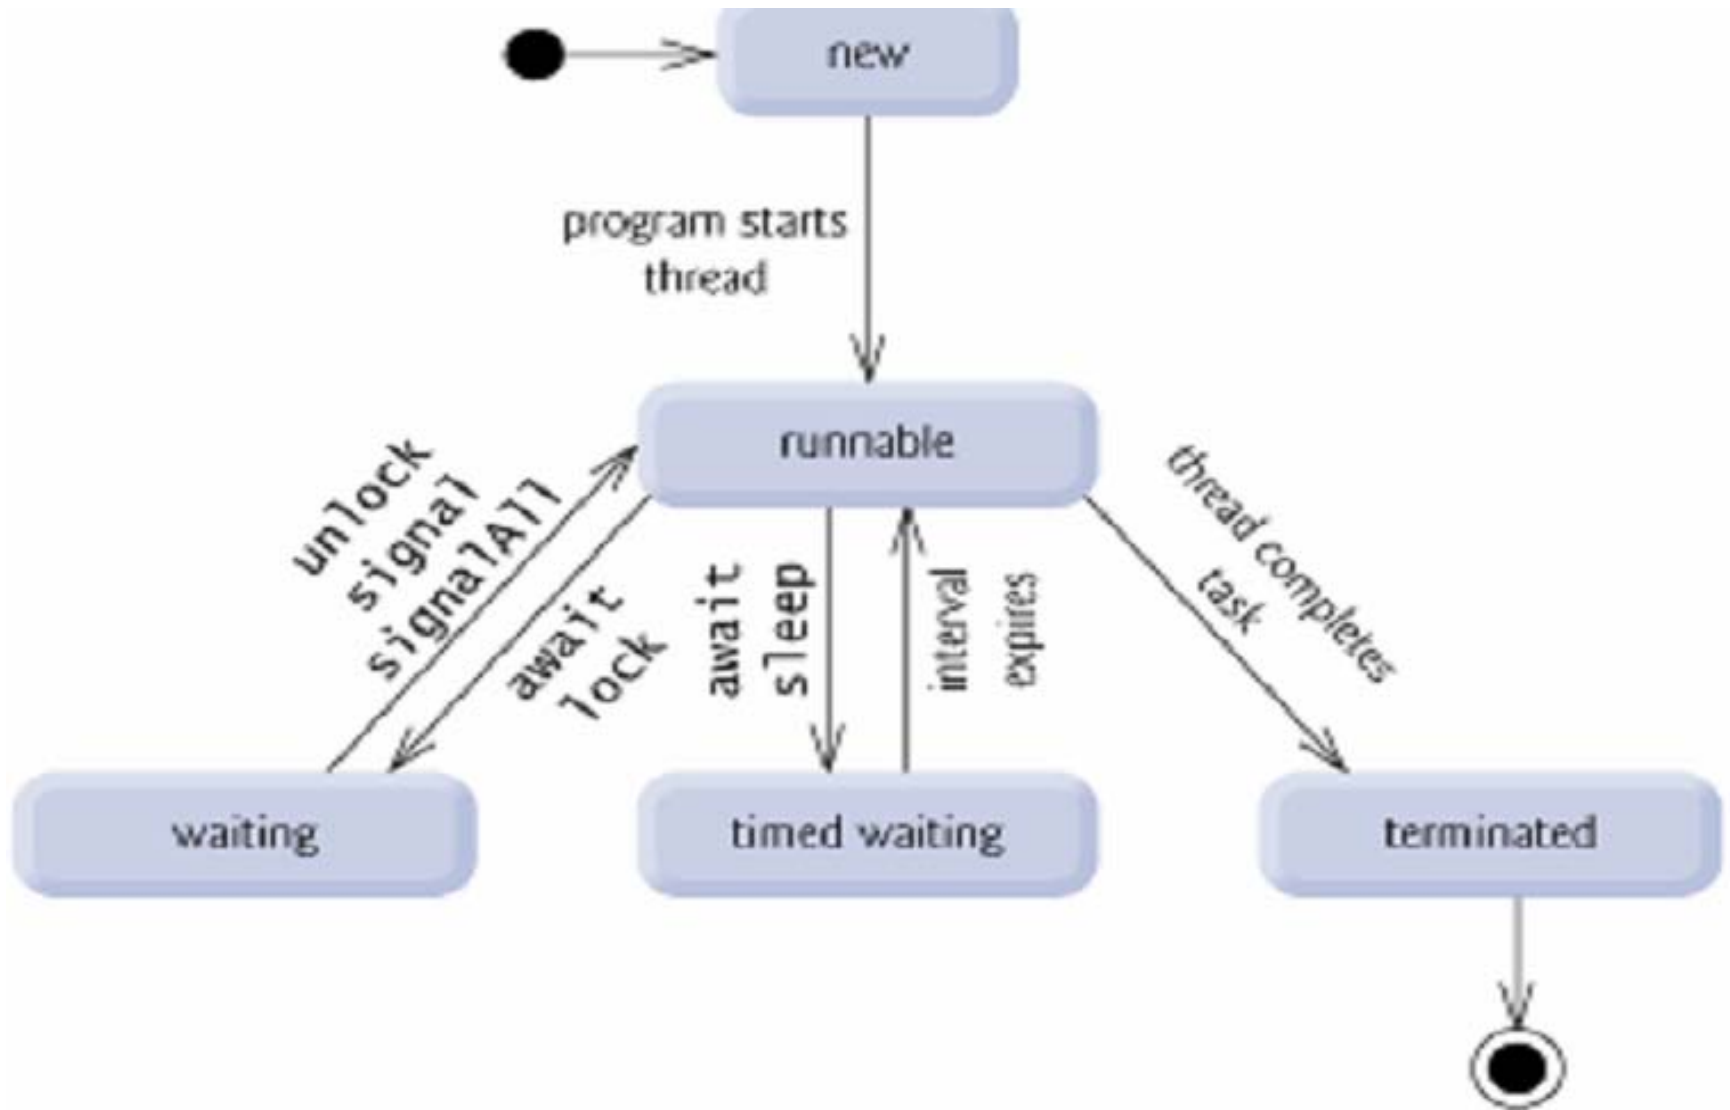 new
program starts
thread
runnable
unlock
signal
signalAll
await
lock
await
sleep
interval
expires
thread completes
task
waiting
timed waiting
terminated